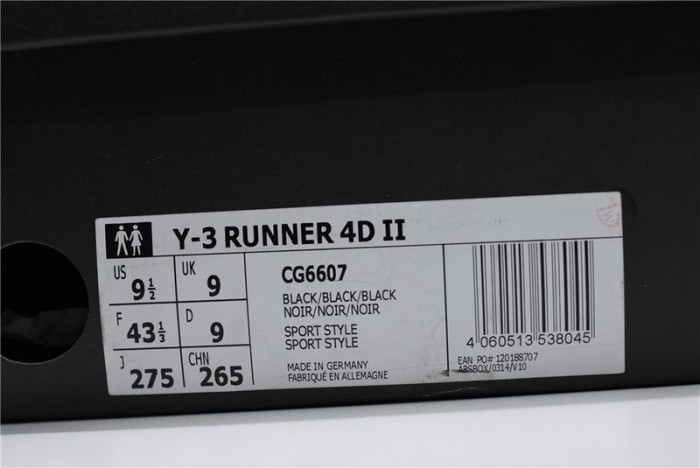 Y-3 RUNNER 4D II
US 9½ UK 9
F 43⅓ D 9
J 275 CHN 265
CG6607
BLACK/BLACK/BLACK
NOIR/NOIR/NOIR
SPORT STYLE
SPORT STYLE
MADE IN GERMANY
FABRIQUÉ EN ALLEMAGNE
4 060513 538045
EAN PO# 120188707
ABSBOX/0314/V10